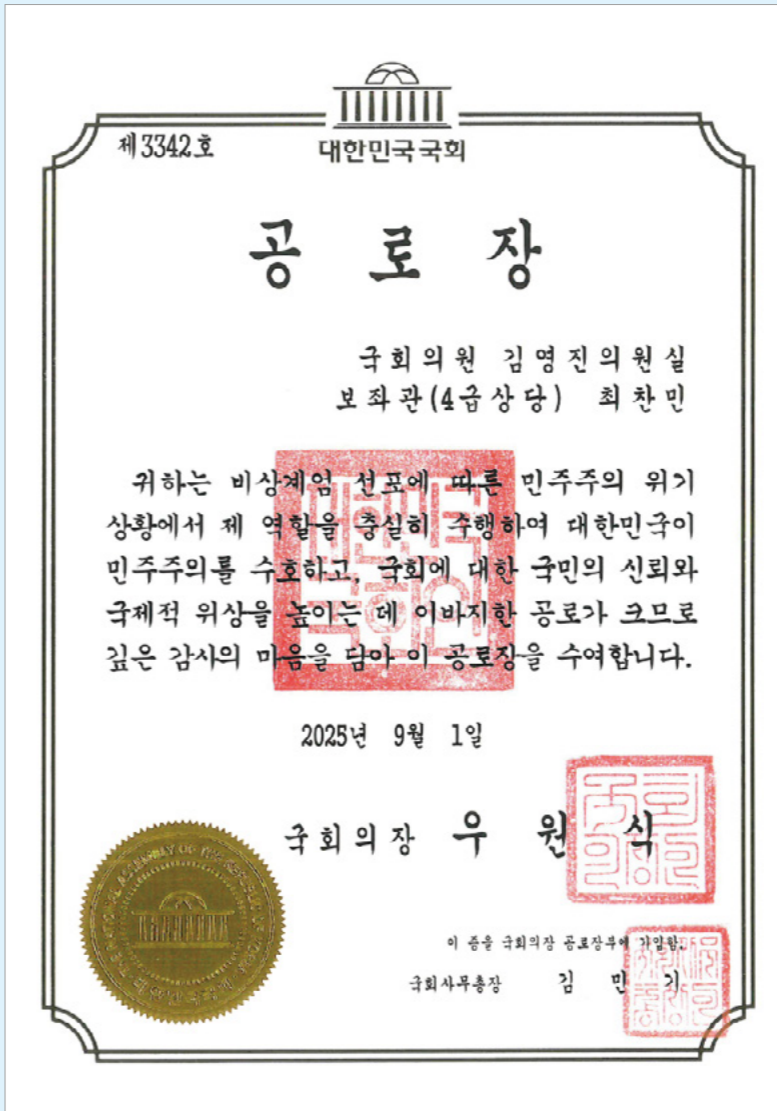 대한민국국회
제3342호
공 로 장
국회의원 김영진의원실
보좌관(4급상당) 최찬민
귀하는 비상계엄 선포에 따른 민주주의 위기
상황에서 제 역할을 충실히 수행하여 대한민국이
민주주의를 수호하고, 국회에 대한 국민의 신뢰와
국제적 위상을 높이는 데 이바지한 공로가 크므로
깊은 감사의 마음을 담아 이 공로장을 수여합니다.
2025년 9월 1일
국회의장 우 원 식
이 증을 국회의장 공로장부에 기입함.
국회사무총장 김 민 기